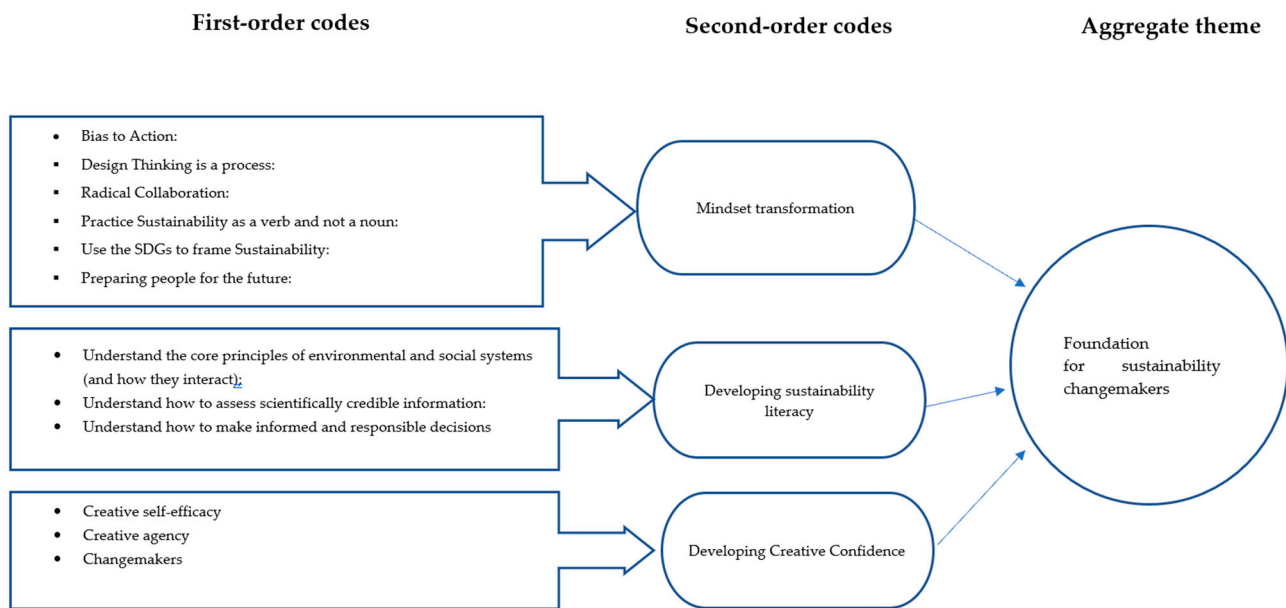 First-order codes
Second-order codes
Aggregate theme
Bias to Action:
Design Thinking is a process:
Radical Collaboration:
Practice Sustainability as a verb and not a noun:
Use the SDGs to frame Sustainability:
Preparing people for the future:
Mindset transformation
Understand the core principles of environmental and social systems
(and how they interact);
Understand how to assess scientifically credible information:
Understand how to make informed and responsible decisions
Developing sustainability
literacy
Creative self-efficacy
Creative agency
Changemakers
Developing Creative Confidence
Foundation
for sustainability
changemakers